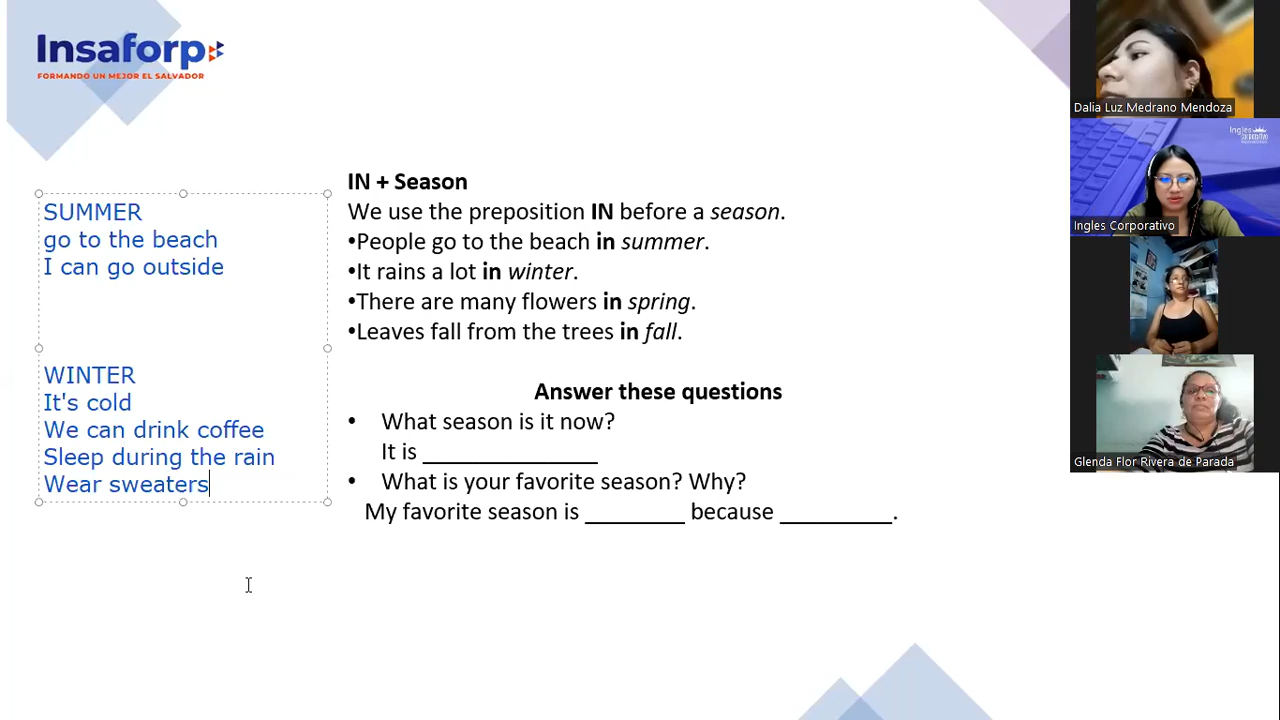 Insaforp
FORMANDO UN MEJOR EL SALVADOR
SUMMER
go to the beach
I can go outside
WINTER
It's cold
We can drink coffee
Sleep during the rain
Wear sweaters
IN + Season
We use the preposition IN before a season.
•People go to the beach in summer.
•It rains a lot in winter.
•There are many flowers in spring.
•Leaves fall from the trees in fall.
Answer these questions
• What season is it now?
It is ______________
• What is your favorite season? Why?
My favorite season is ________ because _________.
Dalia Luz Medrano Mendoza
Ingles
Ingles Corporativo
Glenda Flor Rivera de Parada